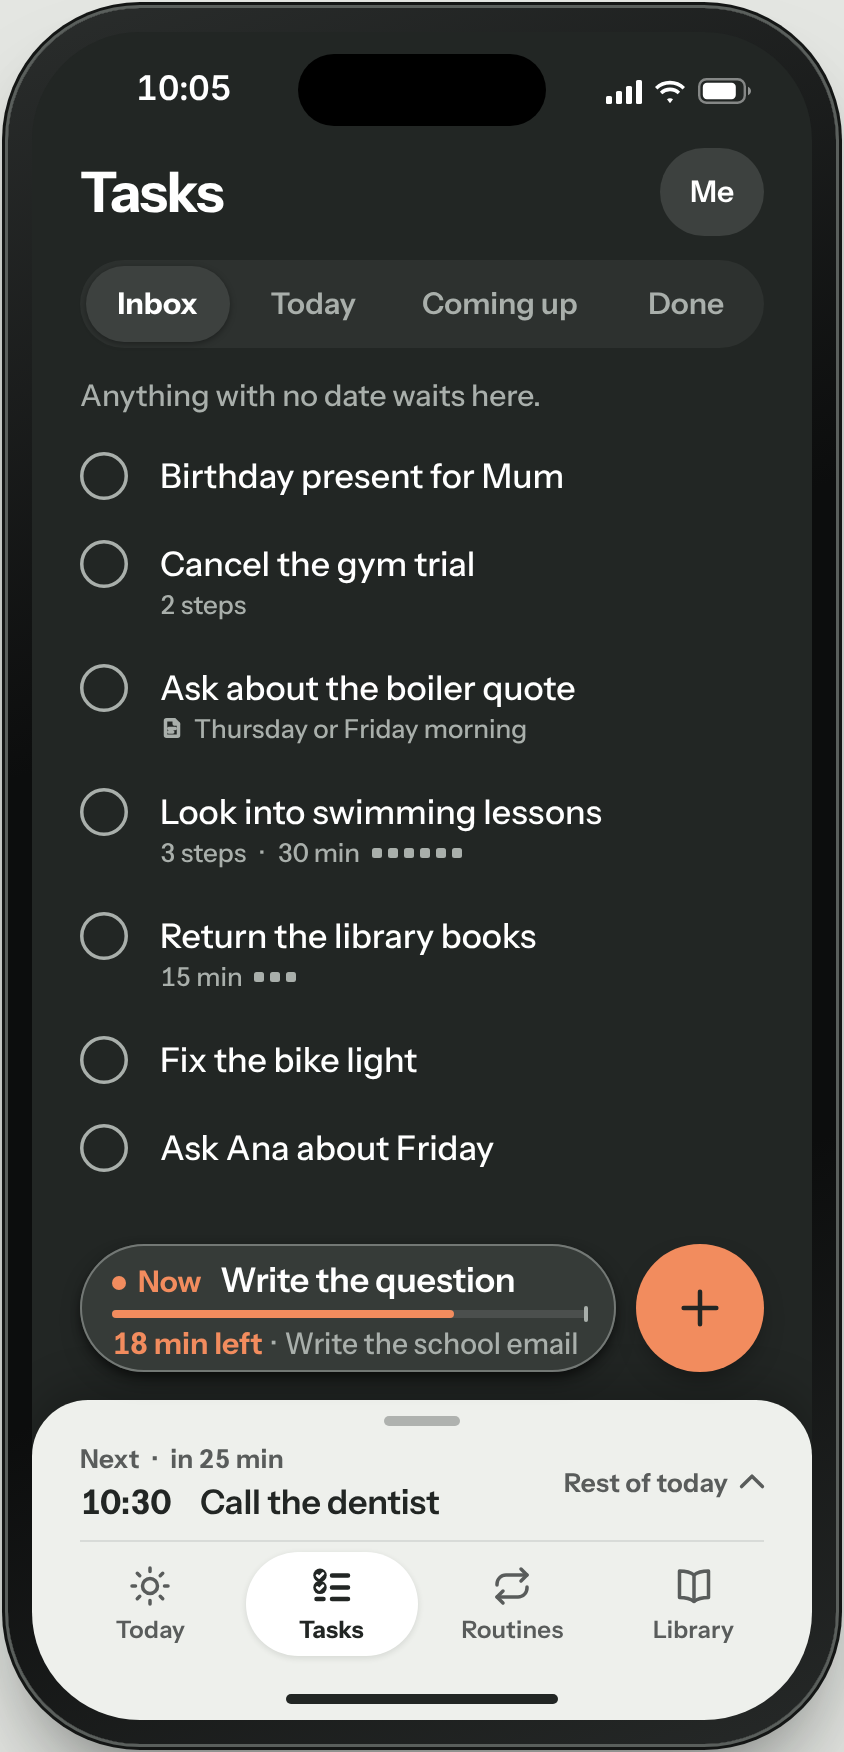 10:05
Tasks
Me
Inbox Today Coming up Done
Anything with no date waits here.
Birthday present for Mum
Cancel the gym trial
2 steps
Ask about the boiler quote
Thursday or Friday morning
Look into swimming lessons
3 steps · 30 min
Return the library books
15 min
Fix the bike light
Ask Ana about Friday
Now Write the question
18 min left · Write the school email
Next · in 25 min
10:30 Call the dentist
Rest of today
Today Tasks Routines Library